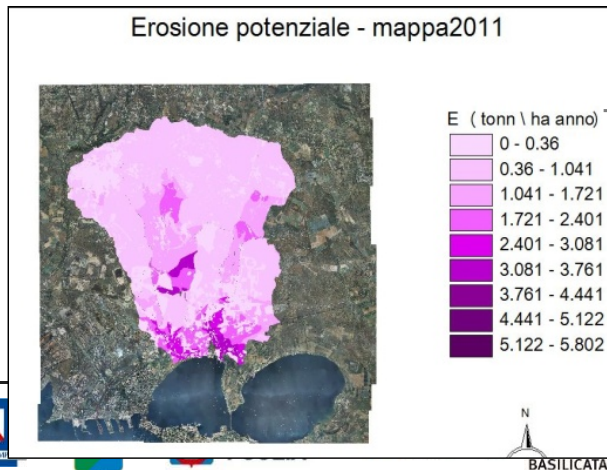 Erosione potenziale - mappa2011
E ( tonn \ ha anno)
0 - 0.36
0.36 - 1.041
1.041 - 1.721
1.721 - 2.401
2.401 - 3.081
3.081 - 3.761
3.761 - 4.441
4.441 - 5.122
5.122 - 5.802
N
BASILICATA